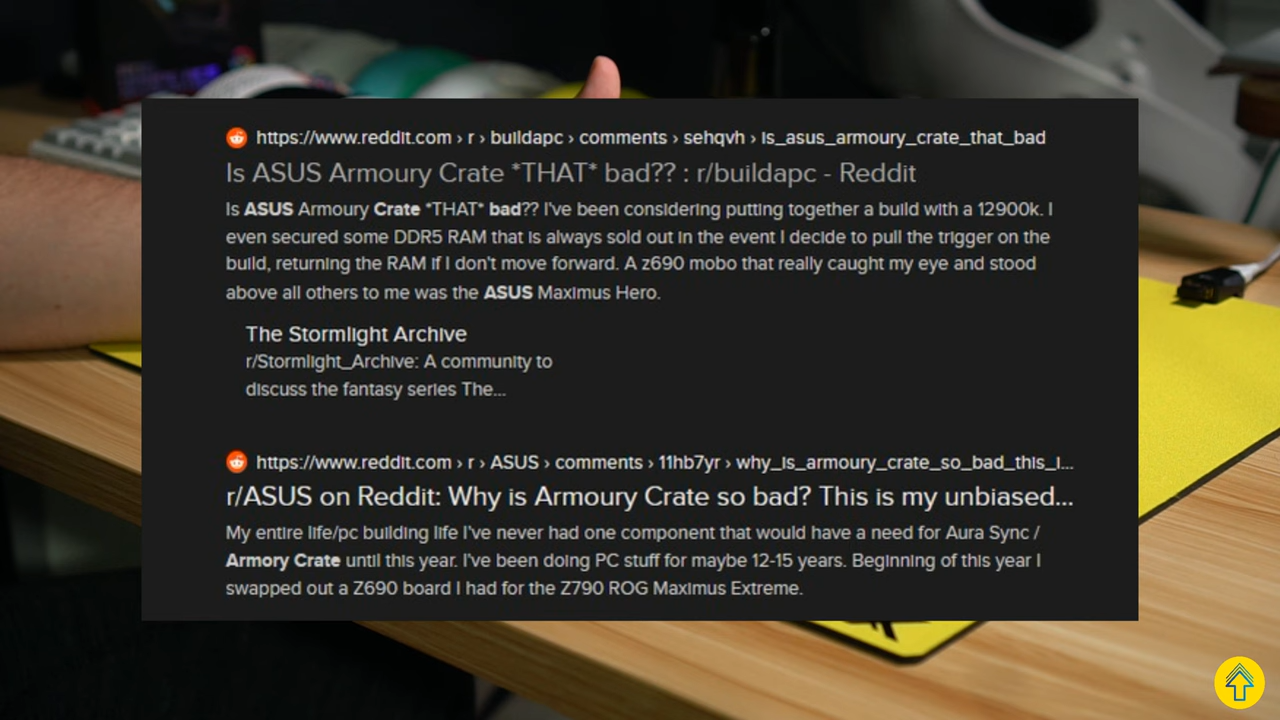 https://www.reddit.com › r › buildapc › comments › sehqvh › is_asus_armoury_crate_that_bad
Is ASUS Armoury Crate *THAT* bad?? : r/buildapc - Reddit
Is ASUS Armoury Crate *THAT* bad?? I've been considering putting together a build with a 12900k. I
even secured some DDR5 RAM that is always sold out in the event I decide to pull the trigger on the
build, returning the RAM if I don't move forward. A z690 mobo that really caught my eye and stood
above all others to me was the ASUS Maximus Hero.
The Stormlight Archive
r/Stormlight_Archive: A community to
discuss the fantasy series The...
https://www.reddit.com › r › ASUS › comments › 11hb7yr › why_is_armoury_crate_so_bad_this_i...
r/ASUS on Reddit: Why is Armoury Crate so bad? This is my unbiased...
My entire life/pc building life I've never had one component that would have a need for Aura Sync /
Armory Crate until this year. I've been doing PC stuff for maybe 12-15 years. Beginning of this year I
swapped out a Z690 board I had for the Z790 ROG Maximus Extreme.